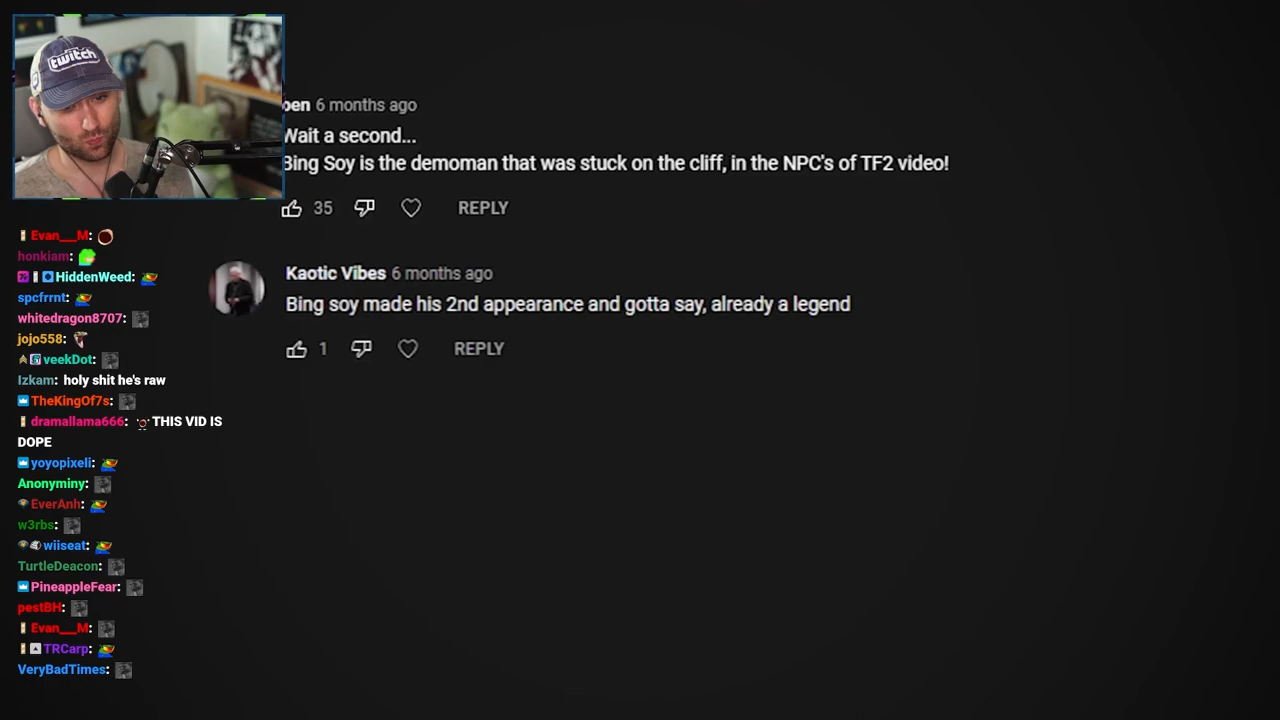 twitch
ben 6 months ago
Wait a second...
Bing Soy is the demoman that was stuck on the cliff, in the NPC's of TF2 video!
35 REPLY
Kaotic Vibes 6 months ago
Bing soy made his 2nd appearance and gotta say, already a legend
1 REPLY
Evan___M:
honkiam:
HiddenWeed:
spcfrrnt:
whitedragon8707:
jojo558:
veekDot:
Izkam: holy shit he's raw
TheKingOf7s:
dramallama666: THIS VID IS
DOPE
yoyopixeli:
Anonyminy:
EverAnh:
w3rbs:
wiiseat:
TurtleDeacon:
PineappleFear:
pestBH:
Evan___M:
TRCarp:
VeryBadTimes: